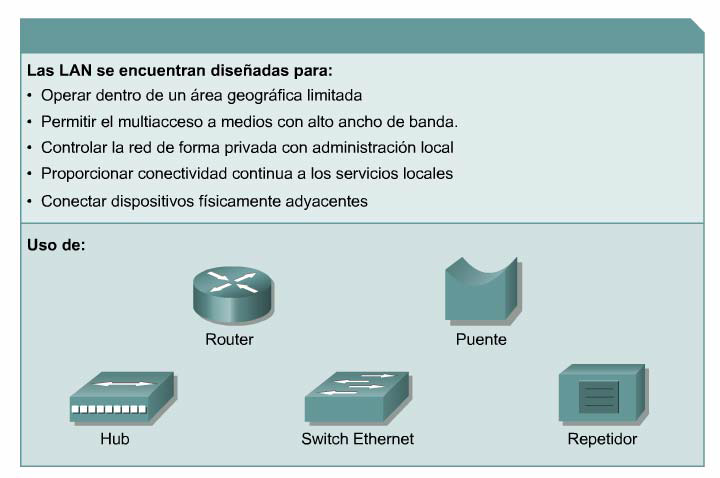 Las LAN se encuentran diseñadas para:
• Operar dentro de un área geográfica limitada
• Permitir el multiacceso a medios con alto ancho de banda.
• Controlar la red de forma privada con administración local
• Proporcionar conectividad continua a los servicios locales
• Conectar dispositivos físicamente adyacentes
Uso de:
Router
Puente
Hub
Switch Ethernet
Repetidor